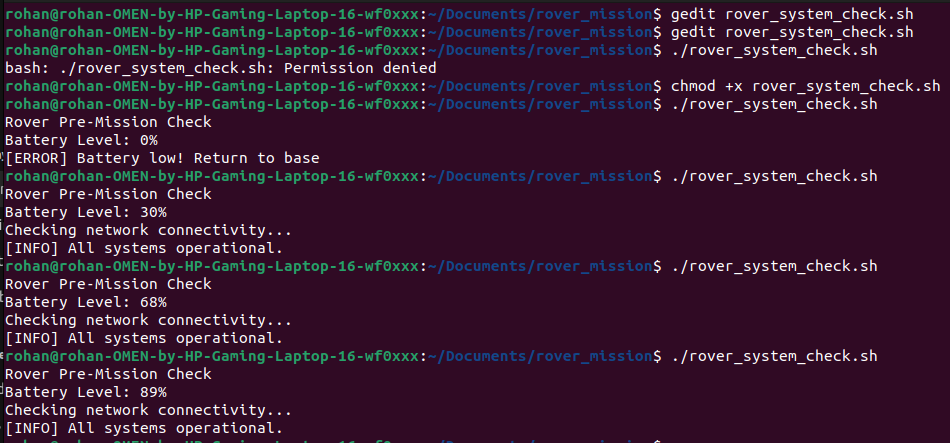 rohan@rohan-OMEN-by-HP-Gaming-Laptop-16-wf0xxx:~/Documents/rover_mission$ gedit rover_system_check.sh
rohan@rohan-OMEN-by-HP-Gaming-Laptop-16-wf0xxx:~/Documents/rover_mission$ gedit rover_system_check.sh
rohan@rohan-OMEN-by-HP-Gaming-Laptop-16-wf0xxx:~/Documents/rover_mission$ ./rover_system_check.sh
bash: ./rover_system_check.sh: Permission denied
rohan@rohan-OMEN-by-HP-Gaming-Laptop-16-wf0xxx:~/Documents/rover_mission$ chmod +x rover_system_check.sh
rohan@rohan-OMEN-by-HP-Gaming-Laptop-16-wf0xxx:~/Documents/rover_mission$ ./rover_system_check.sh
Rover Pre-Mission Check
Battery Level: 0%
[ERROR] Battery low! Return to base
rohan@rohan-OMEN-by-HP-Gaming-Laptop-16-wf0xxx:~/Documents/rover_mission$ ./rover_system_check.sh
Rover Pre-Mission Check
Battery Level: 30%
Checking network connectivity...
[INFO] All systems operational.
rohan@rohan-OMEN-by-HP-Gaming-Laptop-16-wf0xxx:~/Documents/rover_mission$ ./rover_system_check.sh
Rover Pre-Mission Check
Battery Level: 68%
Checking network connectivity...
[INFO] All systems operational.
rohan@rohan-OMEN-by-HP-Gaming-Laptop-16-wf0xxx:~/Documents/rover_mission$ ./rover_system_check.sh
Rover Pre-Mission Check
Battery Level: 89%
Checking network connectivity...
[INFO] All systems operational.